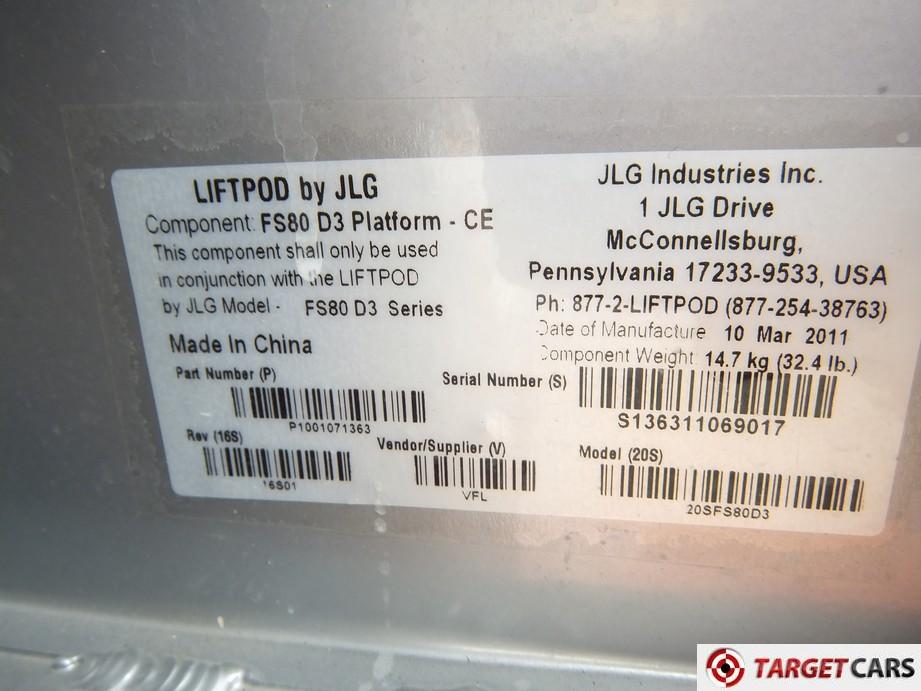 LIFTPOD by JLG
Component: FS80 D3 Platform - CE
This component shall only be used
in conjunction with the LIFTPOD
by JLG Model - FS80 D3 Series
Made In China
JLG Industries Inc.
1 JLG Drive
McConnellsburg,
Pennsylvania 17233-9533, USA
Ph: 877-2-LIFTPOD (877-254-38763)
Date of Manufacture 10 Mar 2011
Component Weight 14.7 kg (32.4 lb.)
Part Number (P)
P1001071363
Serial Number (S)
S136311069017
Rev (16S)
16S01
Vendor/Supplier (V)
VFL
Model (20S)
20SFS80D3
TARGETCARS